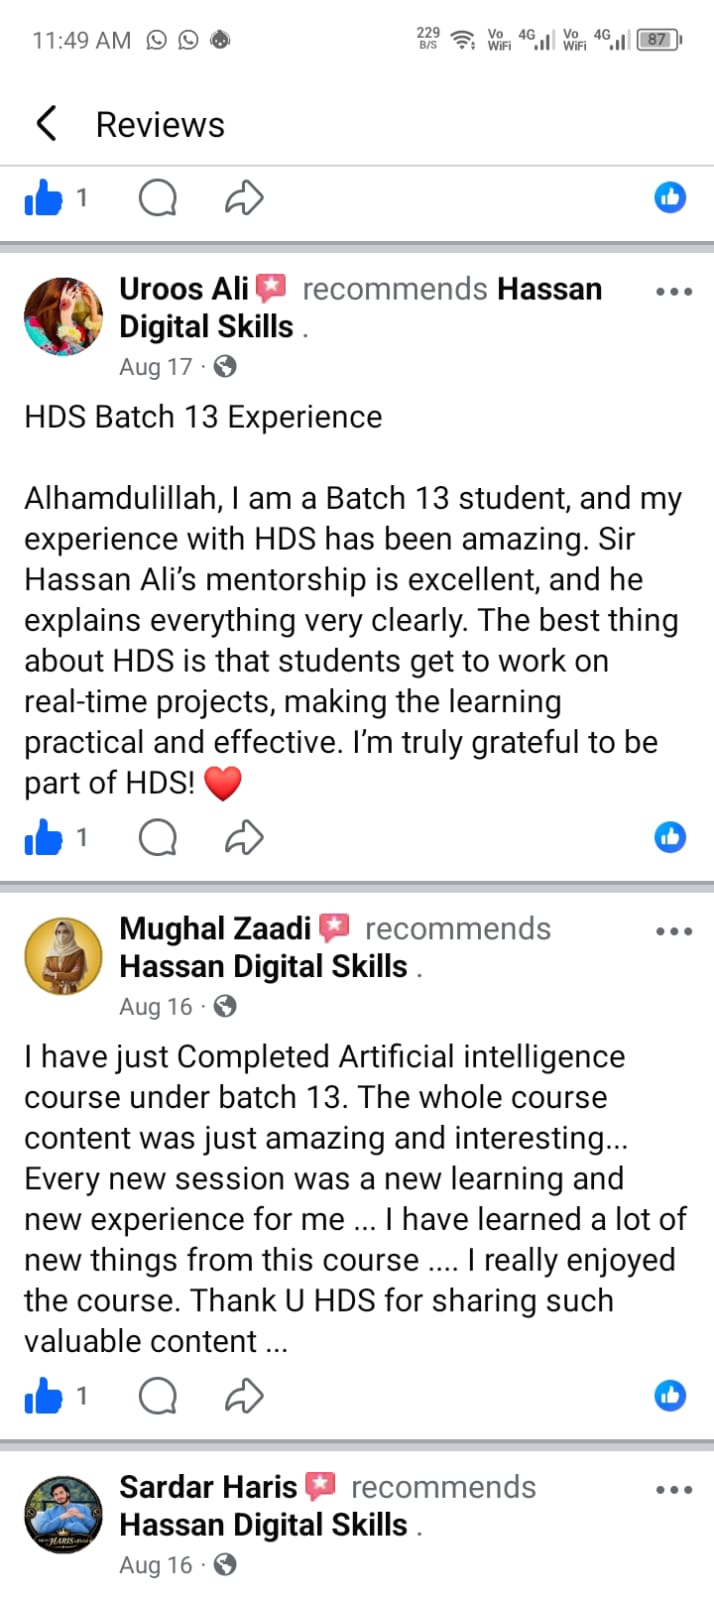 11:49 AM 229 B/S Vo WiFi 4G Vo WiFi 4G 87
Reviews
1
Uroos Ali recommends Hassan
Digital Skills .
Aug 17 ·
HDS Batch 13 Experience
Alhamdulillah, I am a Batch 13 student, and my
experience with HDS has been amazing. Sir
Hassan Ali’s mentorship is excellent, and he
explains everything very clearly. The best thing
about HDS is that students get to work on
real-time projects, making the learning
practical and effective. I’m truly grateful to be
part of HDS! ❤️
1
Mughal Zaadi recommends
Hassan Digital Skills .
Aug 16 ·
I have just Completed Artificial intelligence
course under batch 13. The whole course
content was just amazing and interesting...
Every new session was a new learning and
new experience for me ... I have learned a lot of
new things from this course .... I really enjoyed
the course. Thank U HDS for sharing such
valuable content ...
1
Sardar Haris recommends
Hassan Digital Skills .
HARIS
Aug 16 ·